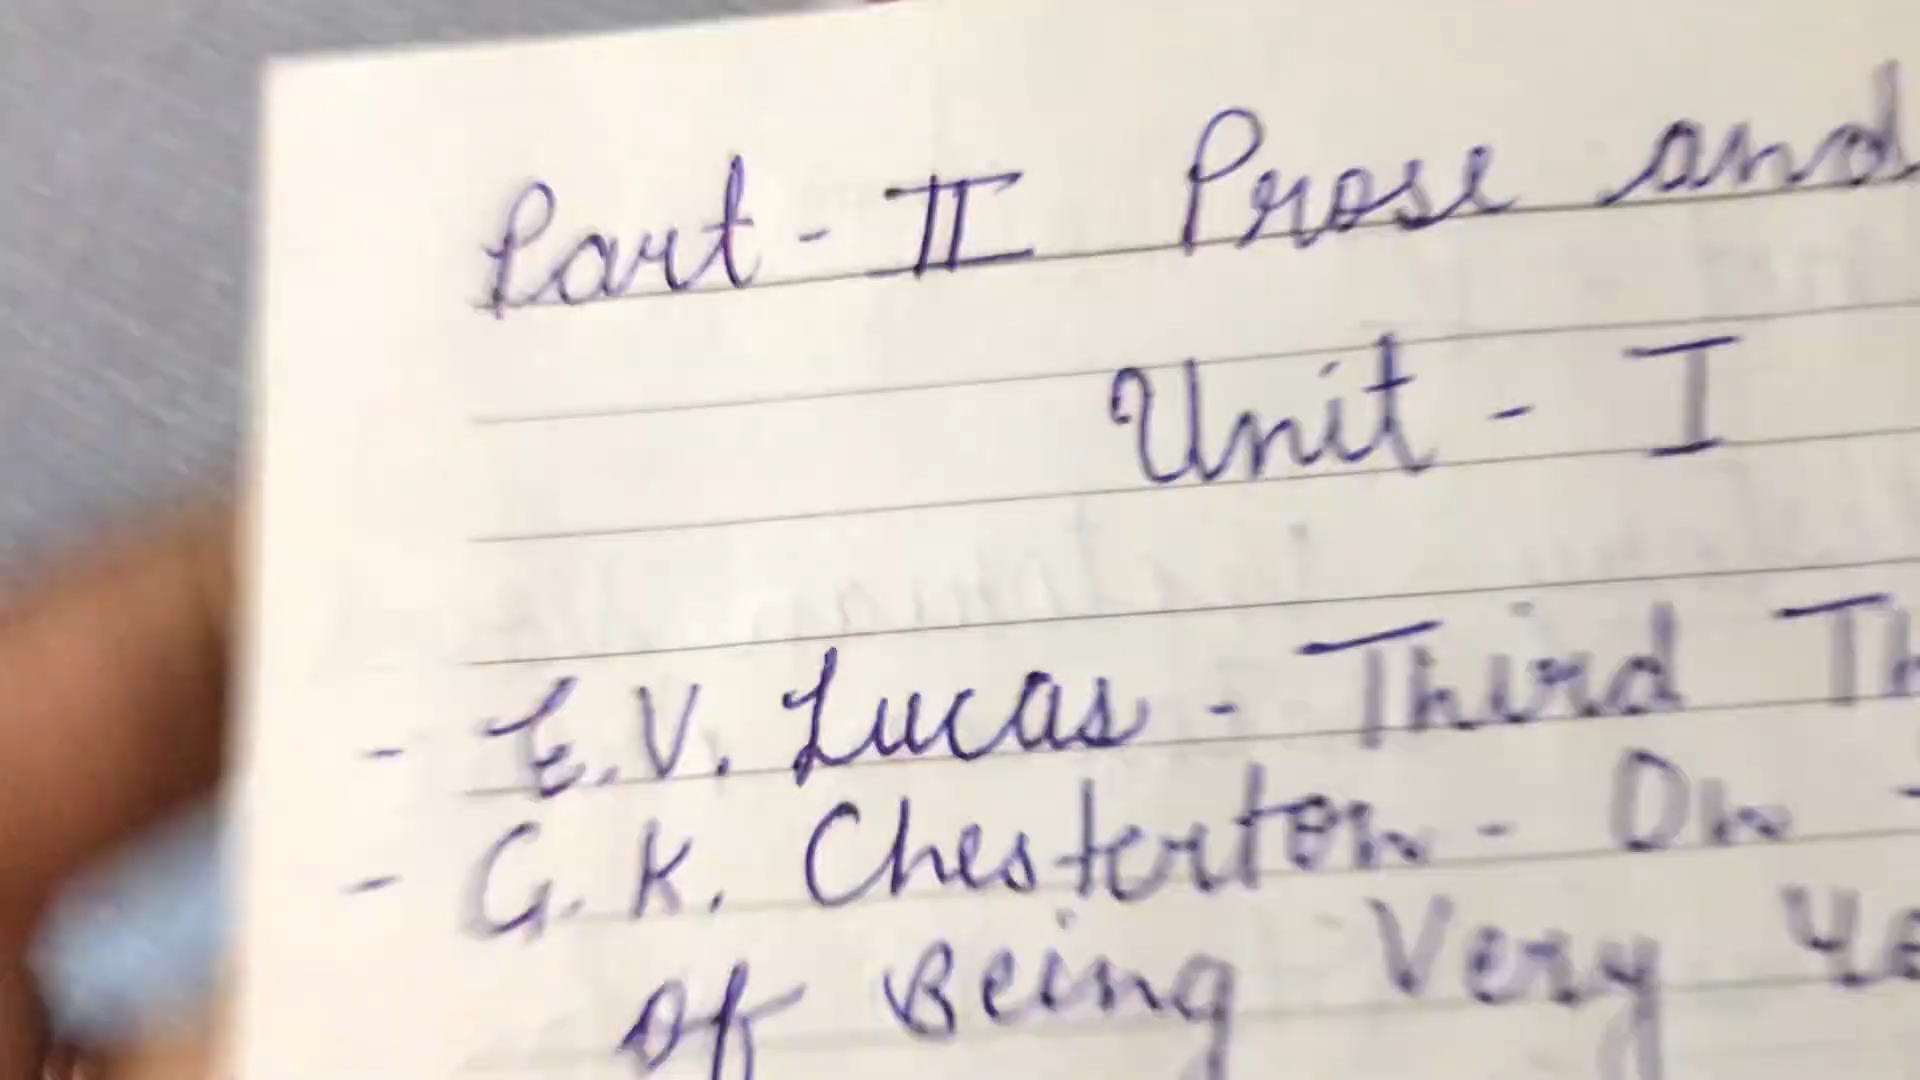 Part - II Prose and
Unit - I
- E.V. Lucas - Third Th
- G. K. Chesterton - On
of Being Very